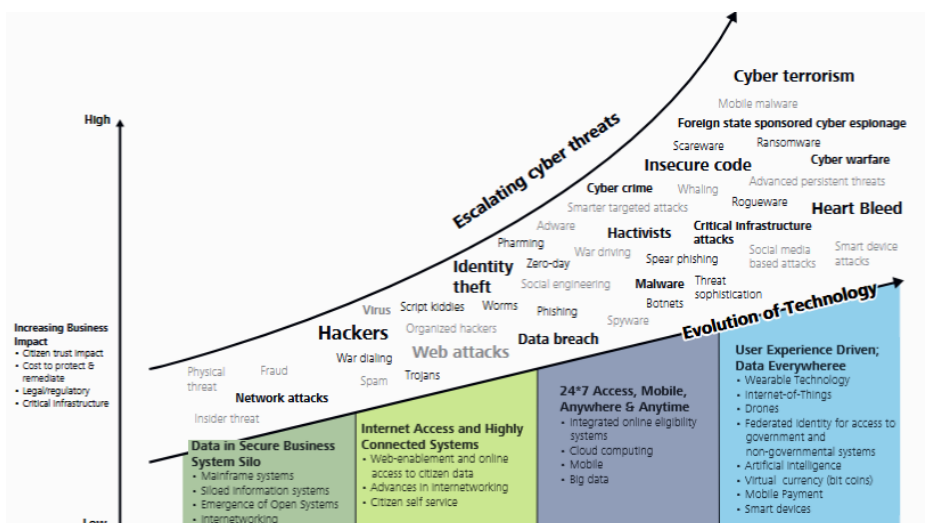 Cyber terrorism
Mobile malware
High
Foreign state sponsored cyber espionage
Scareware
Ransomware
Escalating cyber threats
Insecure code
Cyber warfare
Cyber crime
Whaling
Advanced persistent threats
Smarter targeted attacks
Rogueware
Heart Bleed
Adware
Hactivists
Critical infrastructure
attacks
Pharming
War driving
Social media
based attacks
Smart device
attacks
Identity
theft
Zero-day
Spear phishing
Social engineering
Malware
Threat
sophistication
Virus
Script kiddies
Worms
Phishing
Botnets
Spyware
Evolution of Technology
Increasing Business
Impact
• Citizen trust impact
• Cost to protect &
remediate
• Legal/regulatory
• Critical infrastructure
Hackers
Organized hackers
Data breach
War dialing
Web attacks
Physical
threat
Fraud
Spam
Trojans
Network attacks
Insider threat
Data in Secure Business
System Silo
• Mainframe systems
• Siloed information systems
• Emergence of Open Systems
• Internetworking
Internet Access and Highly
Connected Systems
• Web-enablement and online
access to citizen data
• Advances in internetworking
• Citizen self service
24*7 Access, Mobile,
Anywhere & Anytime
• Integrated online eligibility
systems
• Cloud computing
• Mobile
• Big data
User Experience Driven;
Data Everywheree
• Wearable Technology
• Internet-of-Things
• Drones
• Federated identity for access to
government and
non-governmental systems
• Artificial intelligence
• Virtual currency (bit coins)
• Mobile Payment
• Smart devices
Low